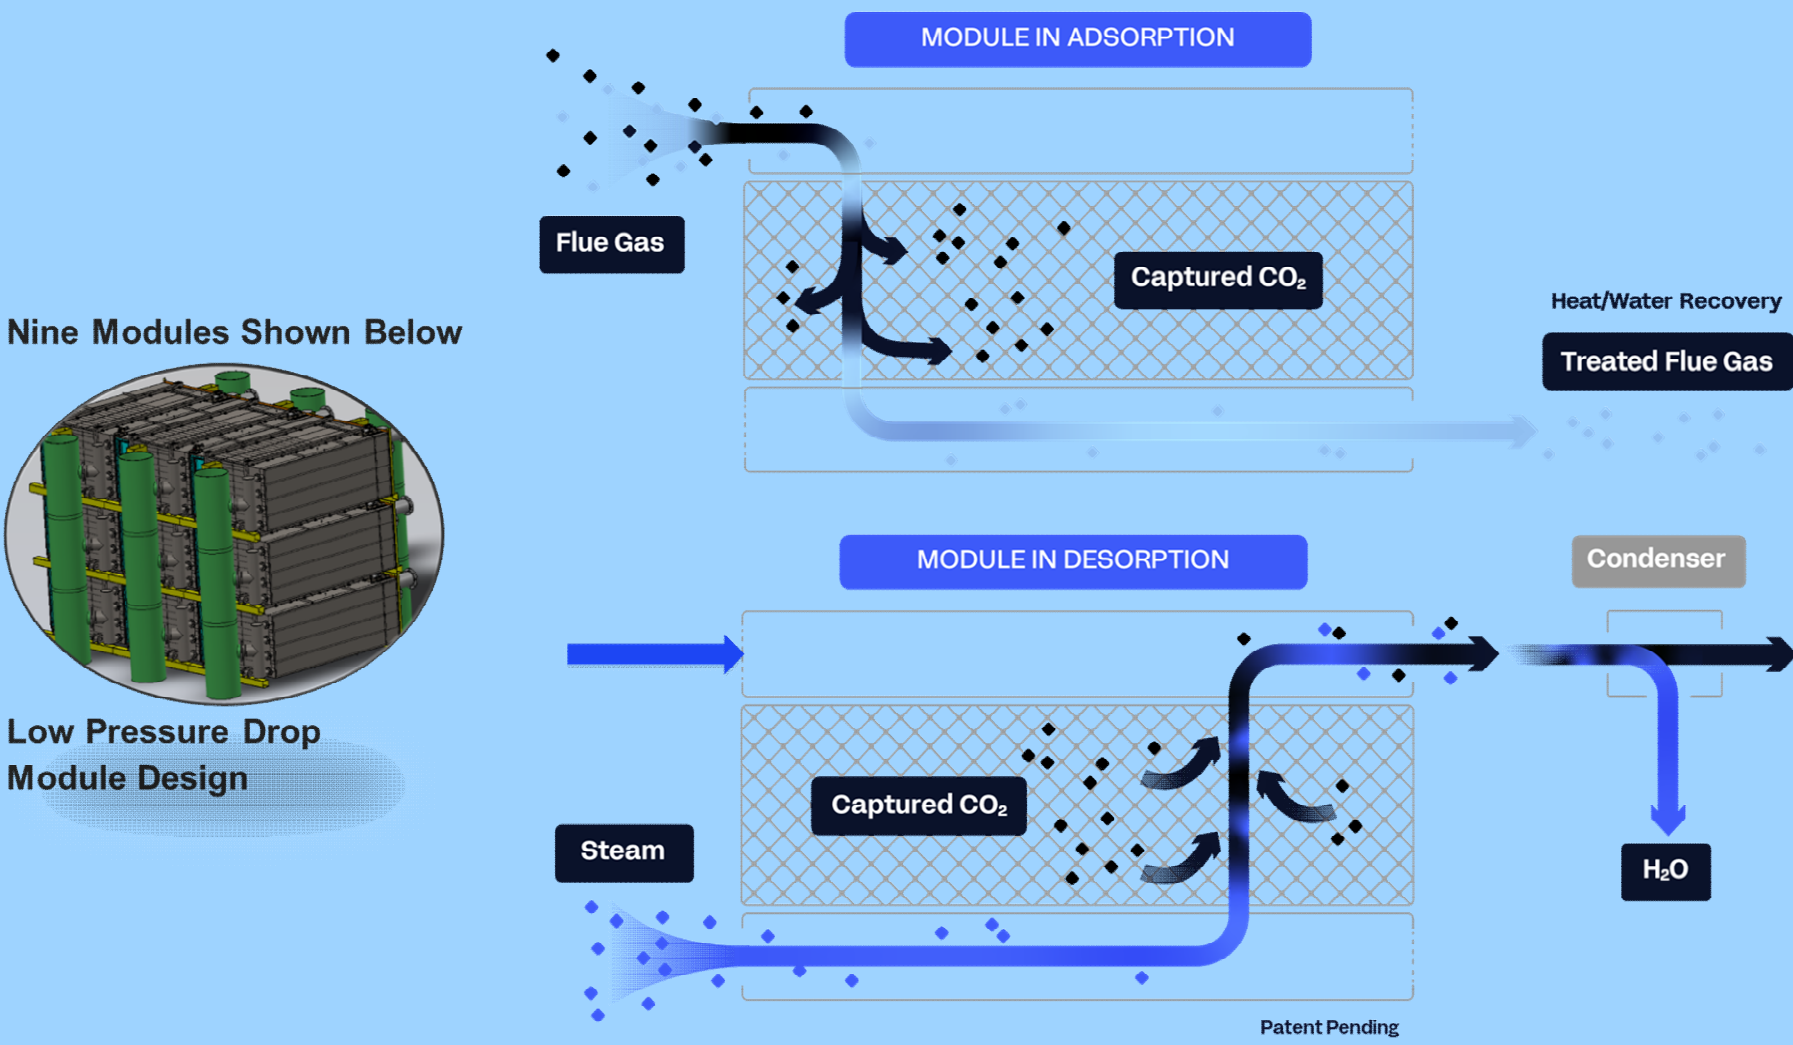 MODULE IN ADSORPTION
Flue Gas
Captured CO₂
Heat/Water Recovery
Treated Flue Gas
Nine Modules Shown Below
Low Pressure Drop
Module Design
MODULE IN DESORPTION
Condenser
Captured CO₂
Steam
H₂O
Patent Pending